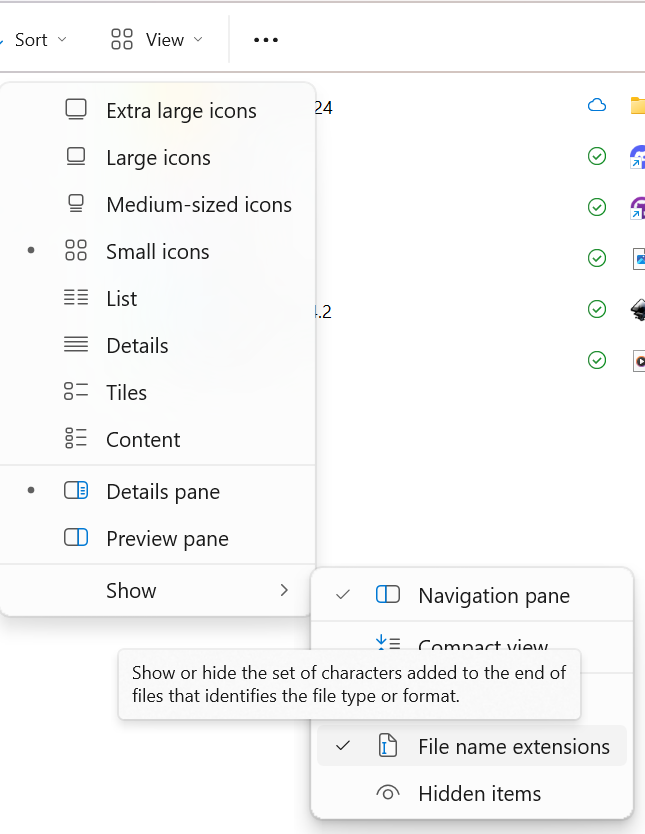 Sort
View
Extra large icons
24
Large icons
Medium-sized icons
Small icons
List
4.2
Details
Tiles
Content
Details pane
Preview pane
Show
Navigation pane
Compact view
Show or hide the set of characters added to the end of
files that identifies the file type or format.
File name extensions
Hidden items